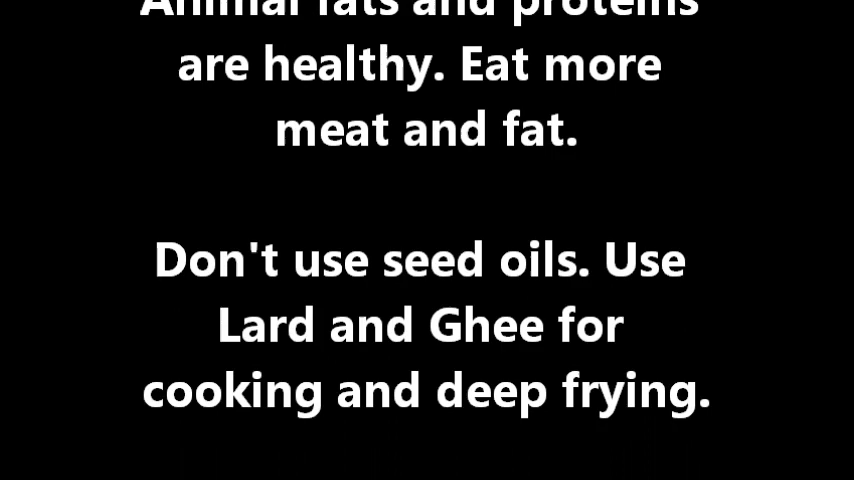 Animal fats and proteins
are healthy. Eat more
meat and fat.
Don't use seed oils. Use
Lard and Ghee for
cooking and deep frying.